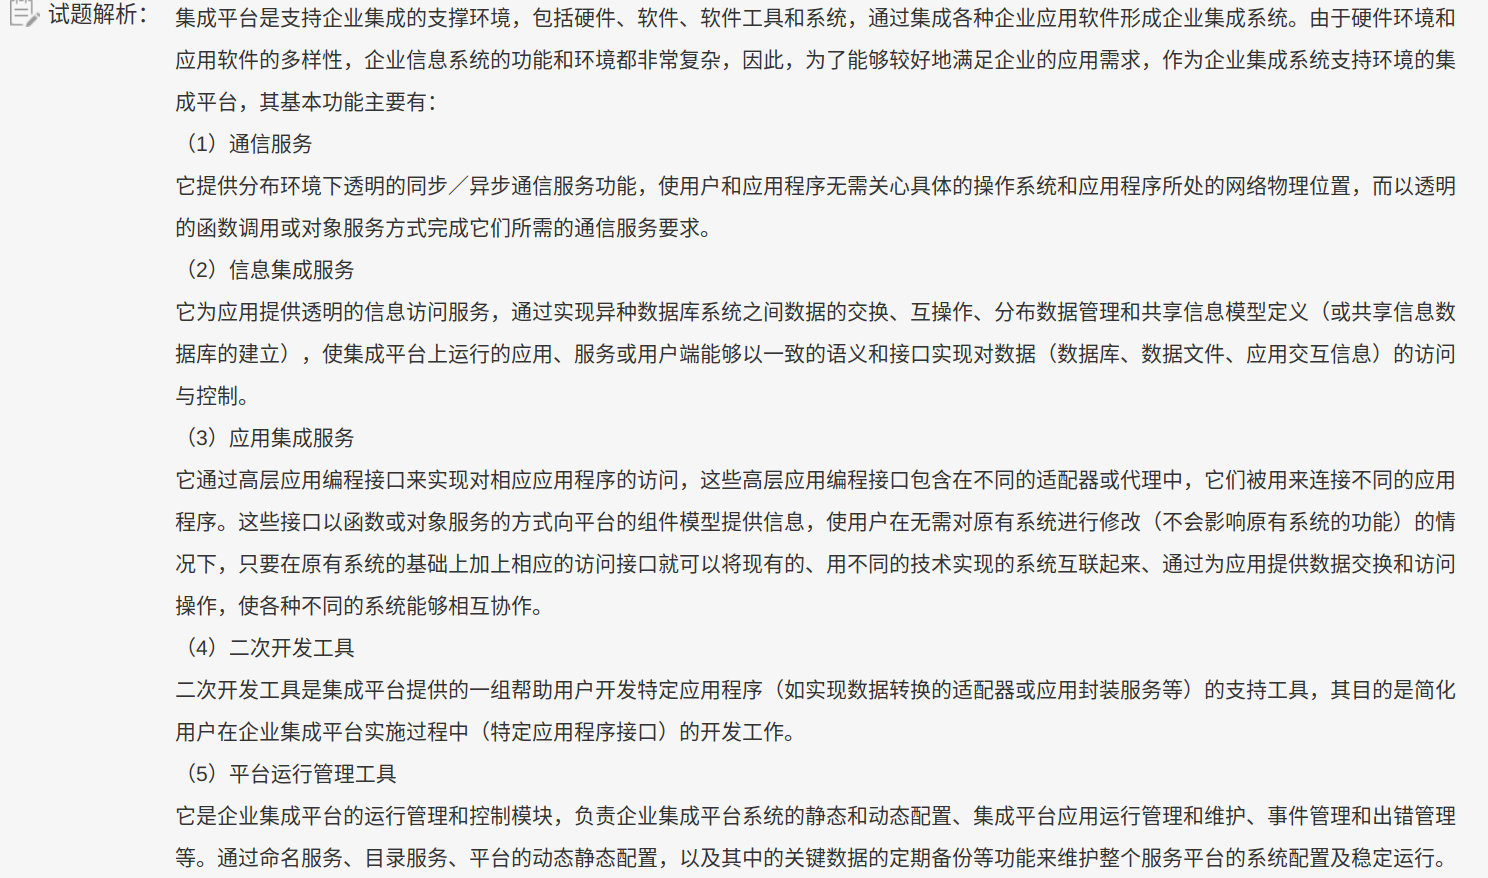 试题解析：
集成平台是支持企业集成的支撑环境，包括硬件、软件、软件工具和系统，通过集成各种企业应用软件形成企业集成系统。由于硬件环境和
应用软件的多样性，企业信息系统的功能和环境都非常复杂，因此，为了能够较好地满足企业的应用需求，作为企业集成系统支持环境的集
成平台，其基本功能主要有：
（1）通信服务
它提供分布环境下透明的同步／异步通信服务功能，使用户和应用程序无需关心具体的操作系统和应用程序所处的网络物理位置，而以透明
的函数调用或对象服务方式完成它们所需的通信服务要求。
（2）信息集成服务
它为应用提供透明的信息访问服务，通过实现异种数据库系统之间数据的交换、互操作、分布数据管理和共享信息模型定义（或共享信息数
据库的建立），使集成平台上运行的应用、服务或用户端能够以一致的语义和接口实现对数据（数据库、数据文件、应用交互信息）的访问
与控制。
（3）应用集成服务
它通过高层应用编程接口来实现对相应应用程序的访问，这些高层应用编程接口包含在不同的适配器或代理中，它们被用来连接不同的应用
程序。这些接口以函数或对象服务的方式向平台的组件模型提供信息，使用户在无需对原有系统进行修改（不会影响原有系统的功能）的情
况下，只要在原有系统的基础上加上相应的访问接口就可以将现有的、用不同的技术实现的系统互联起来、通过为应用提供数据交换和访问
操作，使各种不同的系统能够相互协作。
（4）二次开发工具
二次开发工具是集成平台提供的一组帮助用户开发特定应用程序（如实现数据转换的适配器或应用封装服务等）的支持工具，其目的是简化
用户在企业集成平台实施过程中（特定应用程序接口）的开发工作。
（5）平台运行管理工具
它是企业集成平台的运行管理和控制模块，负责企业集成平台系统的静态和动态配置、集成平台应用运行管理和维护、事件管理和出错管理
等。通过命名服务、目录服务、平台的动态静态配置，以及其中的关键数据的定期备份等功能来维护整个服务平台的系统配置及稳定运行。